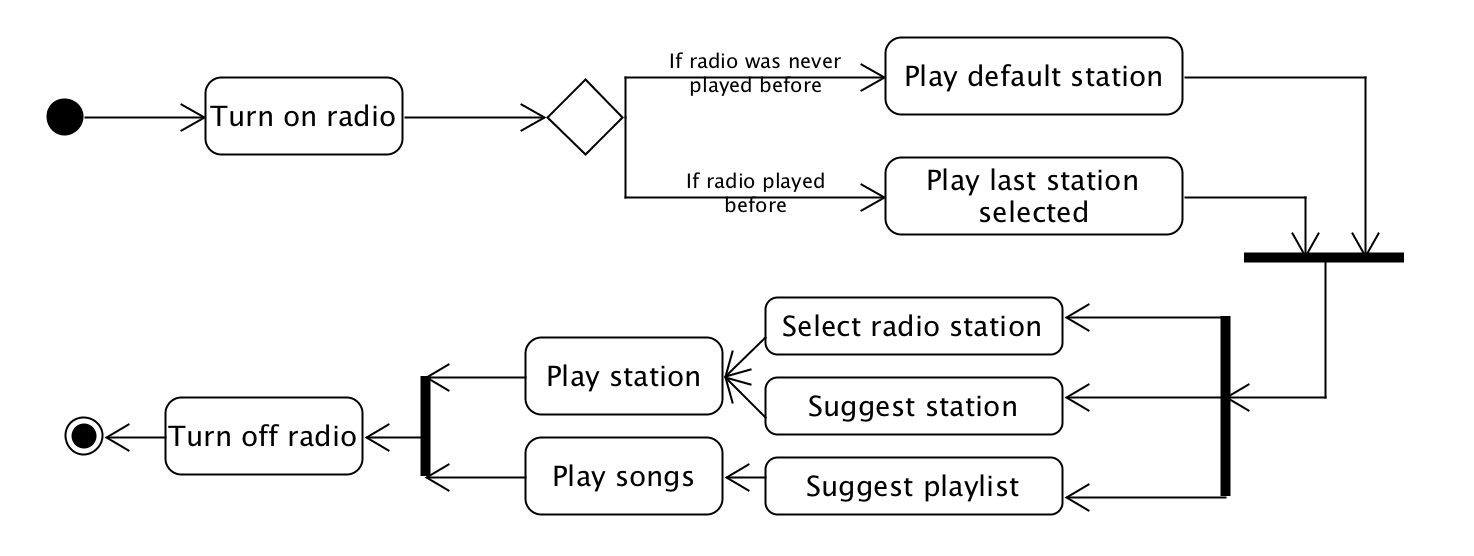 Turn on radio
If radio was never
played before
Play default station
If radio played
before
Play last station
selected
Select radio station
Play station
Suggest station
Turn off radio
Play songs
Suggest playlist